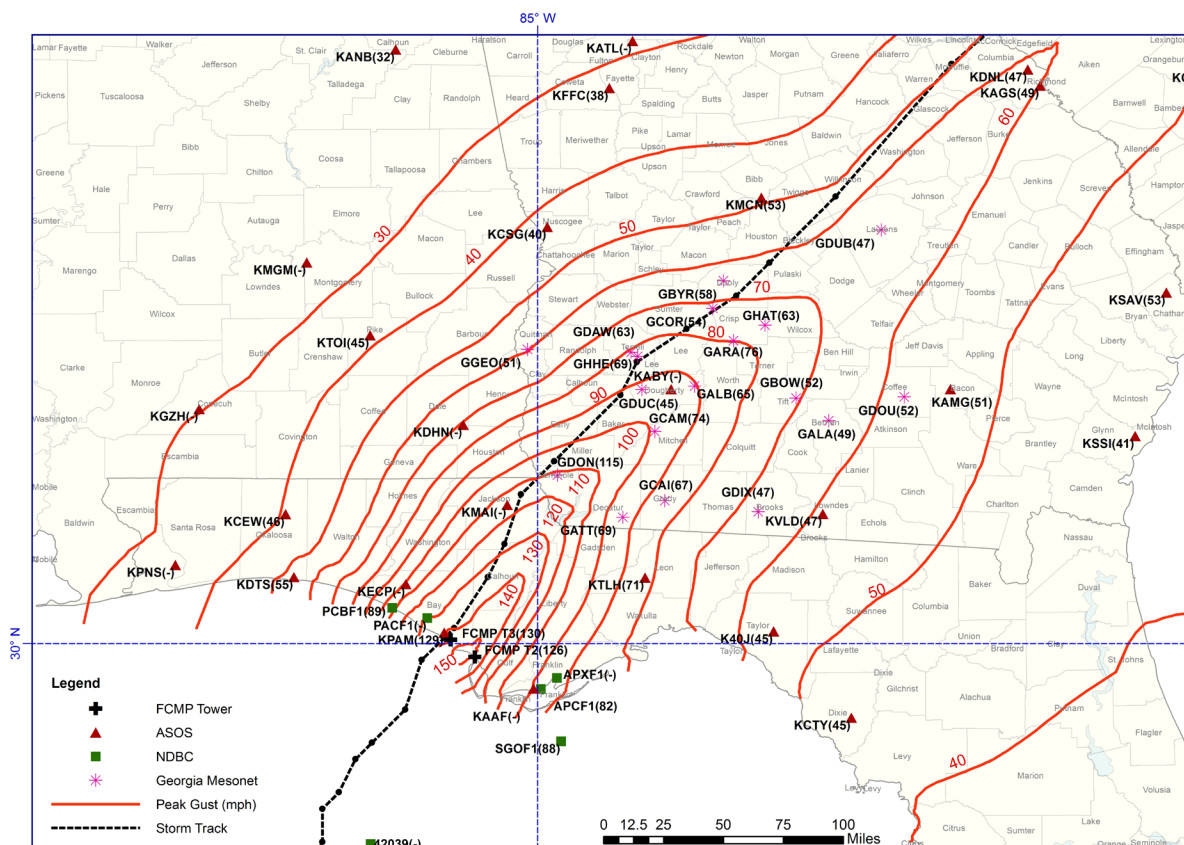 85° W
30° N
Lamar Fayette
Walker
Jefferson
St. Clair
Calhoun
KANB(32)
Cleburne
Haralson
Carroll
Douglas
KATL(-)
Fulton
Clayton
Rockdale
Walton
Newton
Morgan
Greene
Taliaferro
Wilkes
Lincoln
McCormick
Edgefield
Columbia
McDuffie
Aiken
Lexington
Orangeburg
Pickens
Tuscaloosa
Shelby
Talladega
Clay
Randolph
Heard
Coweta
Fayette
Henry
KFFC(38)
Spalding
Butts
Jasper
Putnam
Hancock
Warren
Glascock
KDNL(47)
Richmond
KAGS(49)
Barnwell
Bibb
Coosa
Tallapoosa
Chambers
Troup
Meriwether
Pike
Upson
Lamar
Monroe
Jones
Baldwin
Washington
Jefferson
Burke
60
Allendale
Greene
Hale
Perry
Chilton
Upson
Harris
Talbot
Crawford
Bibb
Twiggs
Wilkinson
Johnson
Jenkins
Screven
Hampton
Autauga
Elmore
Lee
Macon
30
40
50
Muscogee
KCSG(40)
Chattahoochee
Taylor
Peach
Houston
KMCN(53)
Bleckley
Laurens
GDUB(47)
Emanuel
Candler
Bulloch
Effingham
Jasper
Marengo
Dallas
KMGM(-)
Lowndes
Montgomery
Russell
Marion
Taylor
Schley
Macon
Pulaski
Dodge
Treutlen
Wheeler
Montgomery
Toombs
Tattnall
Evans
Bryan
Chatham
KSAV(53)
Wilcox
Bullock
Stewart
Webster
Sumter
Dooly
GBYR(58)
GCOR(54)
Crisp
70
GHAT(63)
Wilcox
Telfair
Clarke
Butler
Crenshaw
Pike
KTOI(45)
Barbour
Quitman
GGEO(51)
Randolph
GDAW(63)
Terrell
GHHE(69)
Lee
80
GARA(76)
Turner
Ben Hill
Jeff Davis
Appling
Long
Liberty
Monroe
KGZH(-)
Conecuh
Coffee
Dale
Henry
Clay
Calhoun
90
KABY(-)
Dougherty
GDUC(45)
GALB(65)
Worth
GBOW(52)
Tift
Irwin
Coffee
GDOU(52)
Bacon
KAMG(51)
Wayne
McIntosh
Washington
Escambia
Covington
KDHN(-)
Geneva
Houston
Early
Baker
GCAM(74)
Mitchell
Miller
100
Colquitt
GALA(49)
Berrien
Cook
Atkinson
Pierce
Brantley
Glynn
McIntosh
KSSI(41)
Mobile
Baldwin
Escambia
Santa Rosa
KCEW(46)
Okaloosa
Walton
Holmes
Washington
Jackson
KMAI(-)
GDON(115)
Seminole
110
120
Decatur
GATT(69)
GCAI(67)
Grady
Thomas
GDIX(47)
Brooks
KVLD(47)
Lowndes
Brooks
Lanier
Clinch
Echols
Ware
Charlton
Camden
Nassau
Mobile
KPNS(-)
KDTS(55)
KECP(-)
PCBF1(89)
Bay
PACF1(-)
KPAM(129)
Calhoun
130
140
150
Gadsden
Liberty
Leon
KTLH(71)
Wakulla
Jefferson
Madison
Hamilton
Suwannee
50
Columbia
Baker
Duval
FCMP T3(130)
FCMP T2(126)
Gulf
Franklin
APXF1(-)
Franklin
Franklin
APCF1(82)
KAAF(-)
SGOF1(88)
Taylor
K40J(45)
Taylor
Lafayette
Union
Bradford
Clay
St. Johns
Dixie
Gilchrist
Alachua
Putnam
Flagler
Dixie
KCTY(45)
Levy
Levy
Levy
40
Marion
Volusia
Citrus
Sumter
Lake
Citrus
Orange
Seminole
42039(-)
Legend
FCMP Tower
ASOS
NDBC
Georgia Mesonet
Peak Gust (mph)
Storm Track
0 12.5 25 50 75 100
Miles